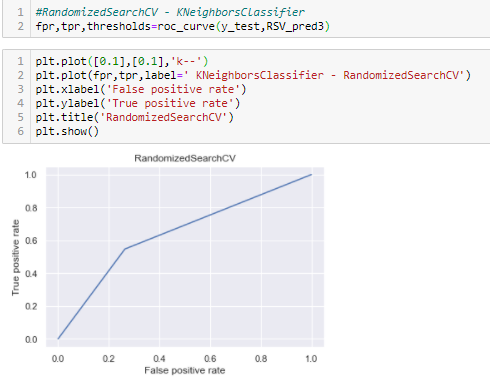 1 #RandomizedSearchCV - KNeighborsClassifier
2 fpr,tpr,thresholds=roc_curve(y_test,RSV_pred3)
1 plt.plot([0.1],[0.1],'k--')
2 plt.plot(fpr,tpr,label=' KNeighborsClassifier - RandomizedSearchCV')
3 plt.xlabel('False positive rate')
4 plt.ylabel('True positive rate')
5 plt.title('RandomizedSearchCV')
6 plt.show()
RandomizedSearchCV
True positive rate
1.0
0.8
0.6
0.4
0.2
0.0
0.0 0.2 0.4 0.6 0.8 1.0
False positive rate